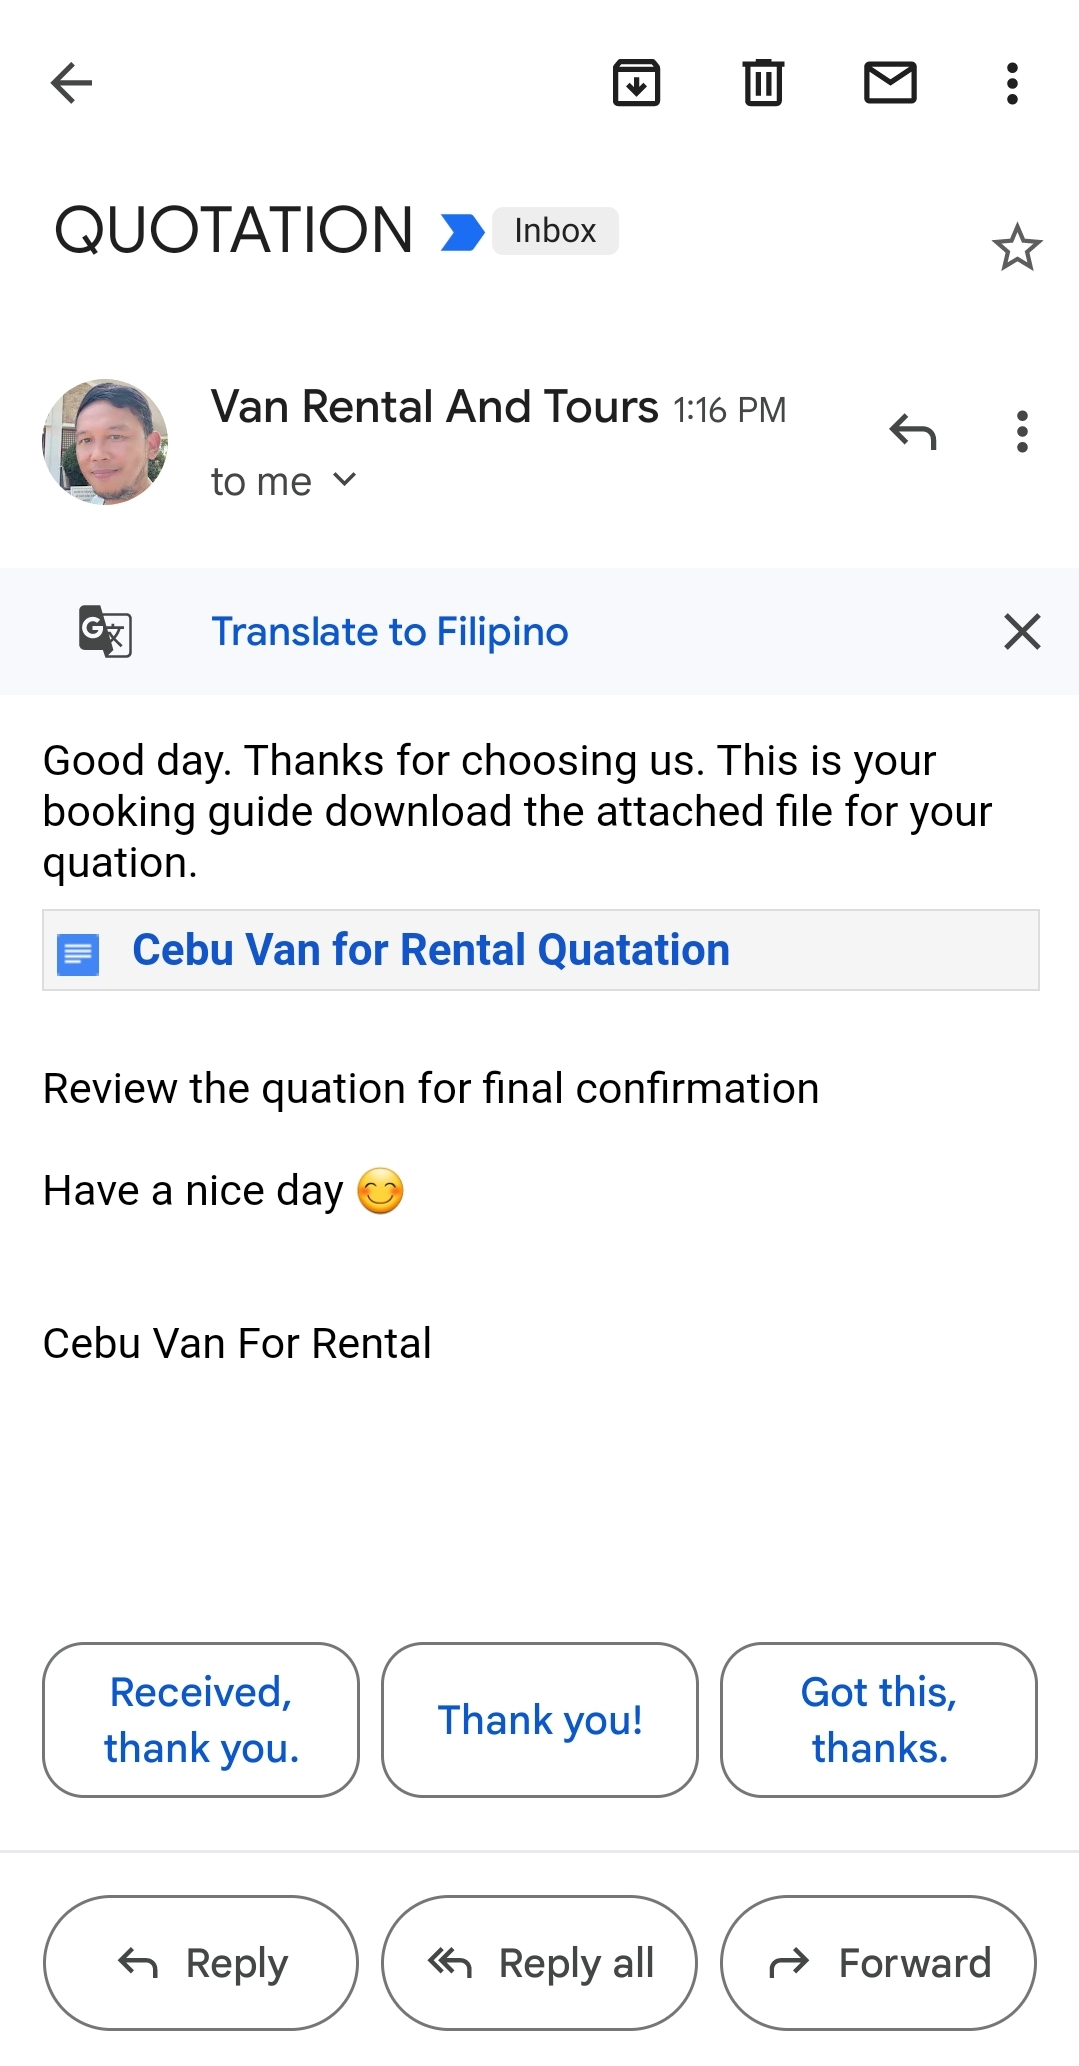 QUOTATION Inbox
Van Rental And Tours 1:16 PM
to me
Translate to Filipino
Good day. Thanks for choosing us. This is your
booking guide download the attached file for your
quation.
Cebu Van for Rental Quatation
Review the quation for final confirmation
Have a nice day 😊
Cebu Van For Rental
Received,
thank you.
Thank you!
Got this,
thanks.
Reply
Reply all
Forward